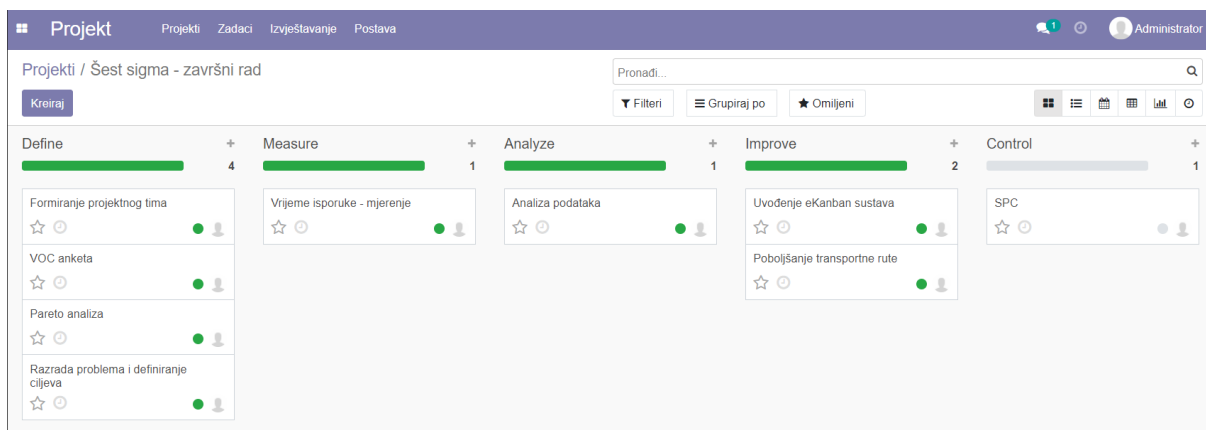 Projekt Projekti Zadaci Izvještavanje Postava 1 Administrator
Projekti / Šest sigma - završni rad
Pronađi...
Kreiraj
Filteri Grupiraj po Omiljeni
Define + 4
Formiranje projektnog tima
VOC anketa
Pareto analiza
Razrada problema i definiranje
ciljeva
Measure + 1
Vrijeme isporuke - mjerenje
Analyze + 1
Analiza podataka
Improve + 2
Uvođenje eKanban sustava
Poboljšanje transportne rute
Control + 1
SPC